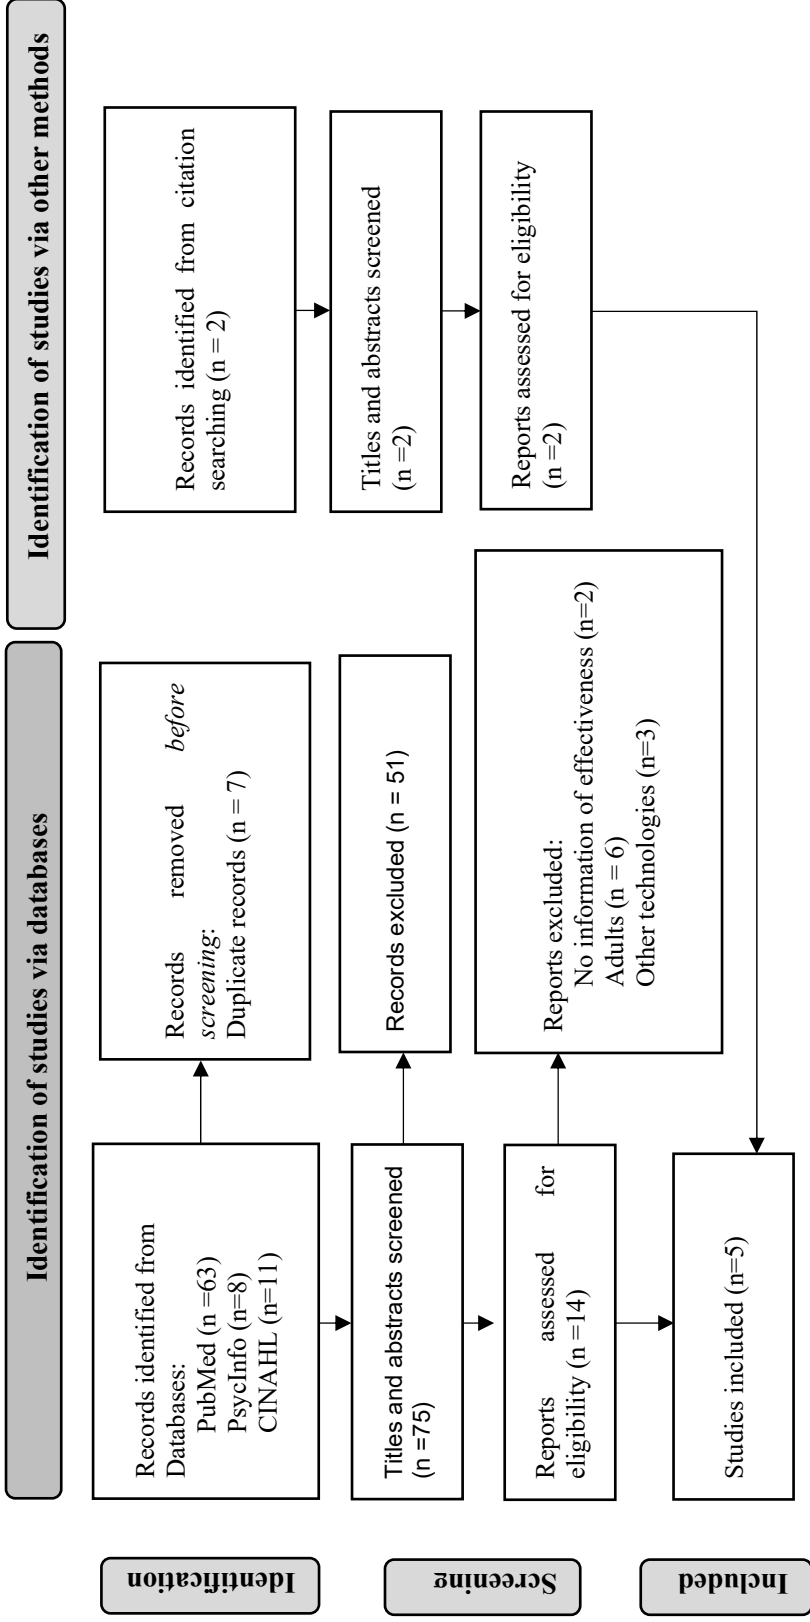 Identification of studies via databases
Identification of studies via other methods
Identification
Records identified from
Databases:
PubMed (n =63)
PsycInfo (n=8)
CINAHL (n=11)
Records removed before
screening:
Duplicate records (n = 7)
Records identified from citation
searching (n = 2)
Screening
Titles and abstracts screened
(n =75)
Records excluded (n = 51)
Titles and abstracts screened
(n =2)
Reports assessed for
eligibility (n =14)
Reports excluded:
No information of effectiveness (n=2)
Adults (n = 6)
Other technologies (n=3)
Reports assessed for eligibility
(n =2)
Included
Studies included (n=5)